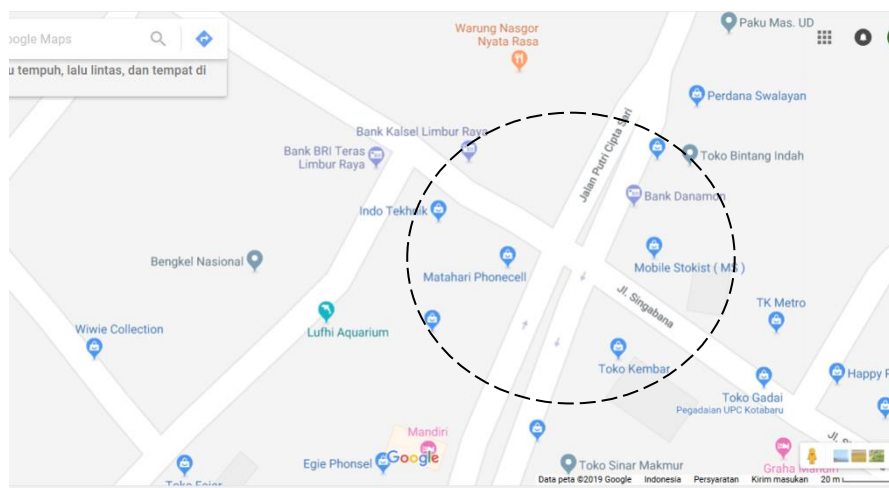 oogle Maps
u tempuh, lalu lintas, dan tempat di
Warung Nasgor
Nyata Rasa
Paku Mas. UD
Perdana Swalayan
Bank Kalsel Limbur Raya
Bank BRI Teras
Limbur Raya
Jalan Putri Cipta Sari
Toko Bintang Indah
Bank Danamon
Indo Tekhnik
Bengkel Nasional
Matahari Phonecell
Mobile Stokist ( MS )
Jl. Singabana
TK Metro
Wiwie Collection
Lufhi Aquarium
Toko Kembar
Happy F
Toko Gadai
Pegadaian UPC Kotabaru
Mandiri
Egie Phonsel
Google
Toko Sinar Makmur
Graha Mandiri
Data peta ©2019 Google Indonesia Persyaratan Kirim masukan 20 m